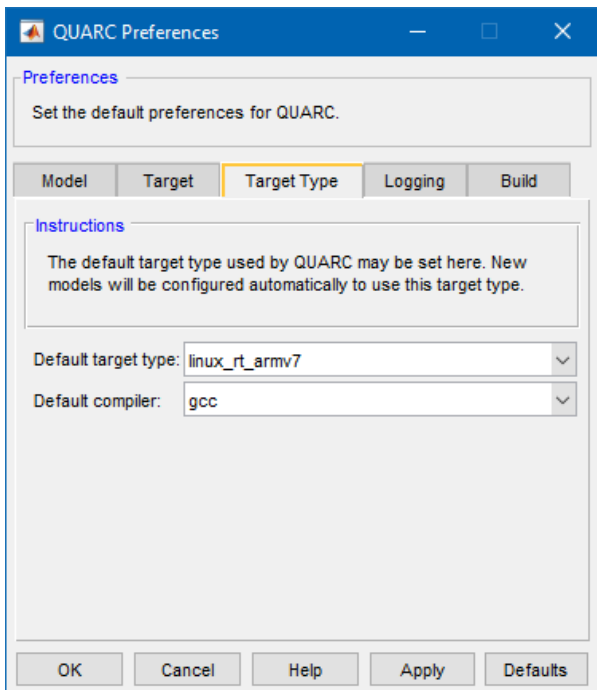 QUARC Preferences
Preferences
Set the default preferences for QUARC.
Model Target Target Type Logging Build
Instructions
The default target type used by QUARC may be set here. New
models will be configured automatically to use this target type.
Default target type: linux_rt_armv7
Default compiler: gcc
OK Cancel Help Apply Defaults